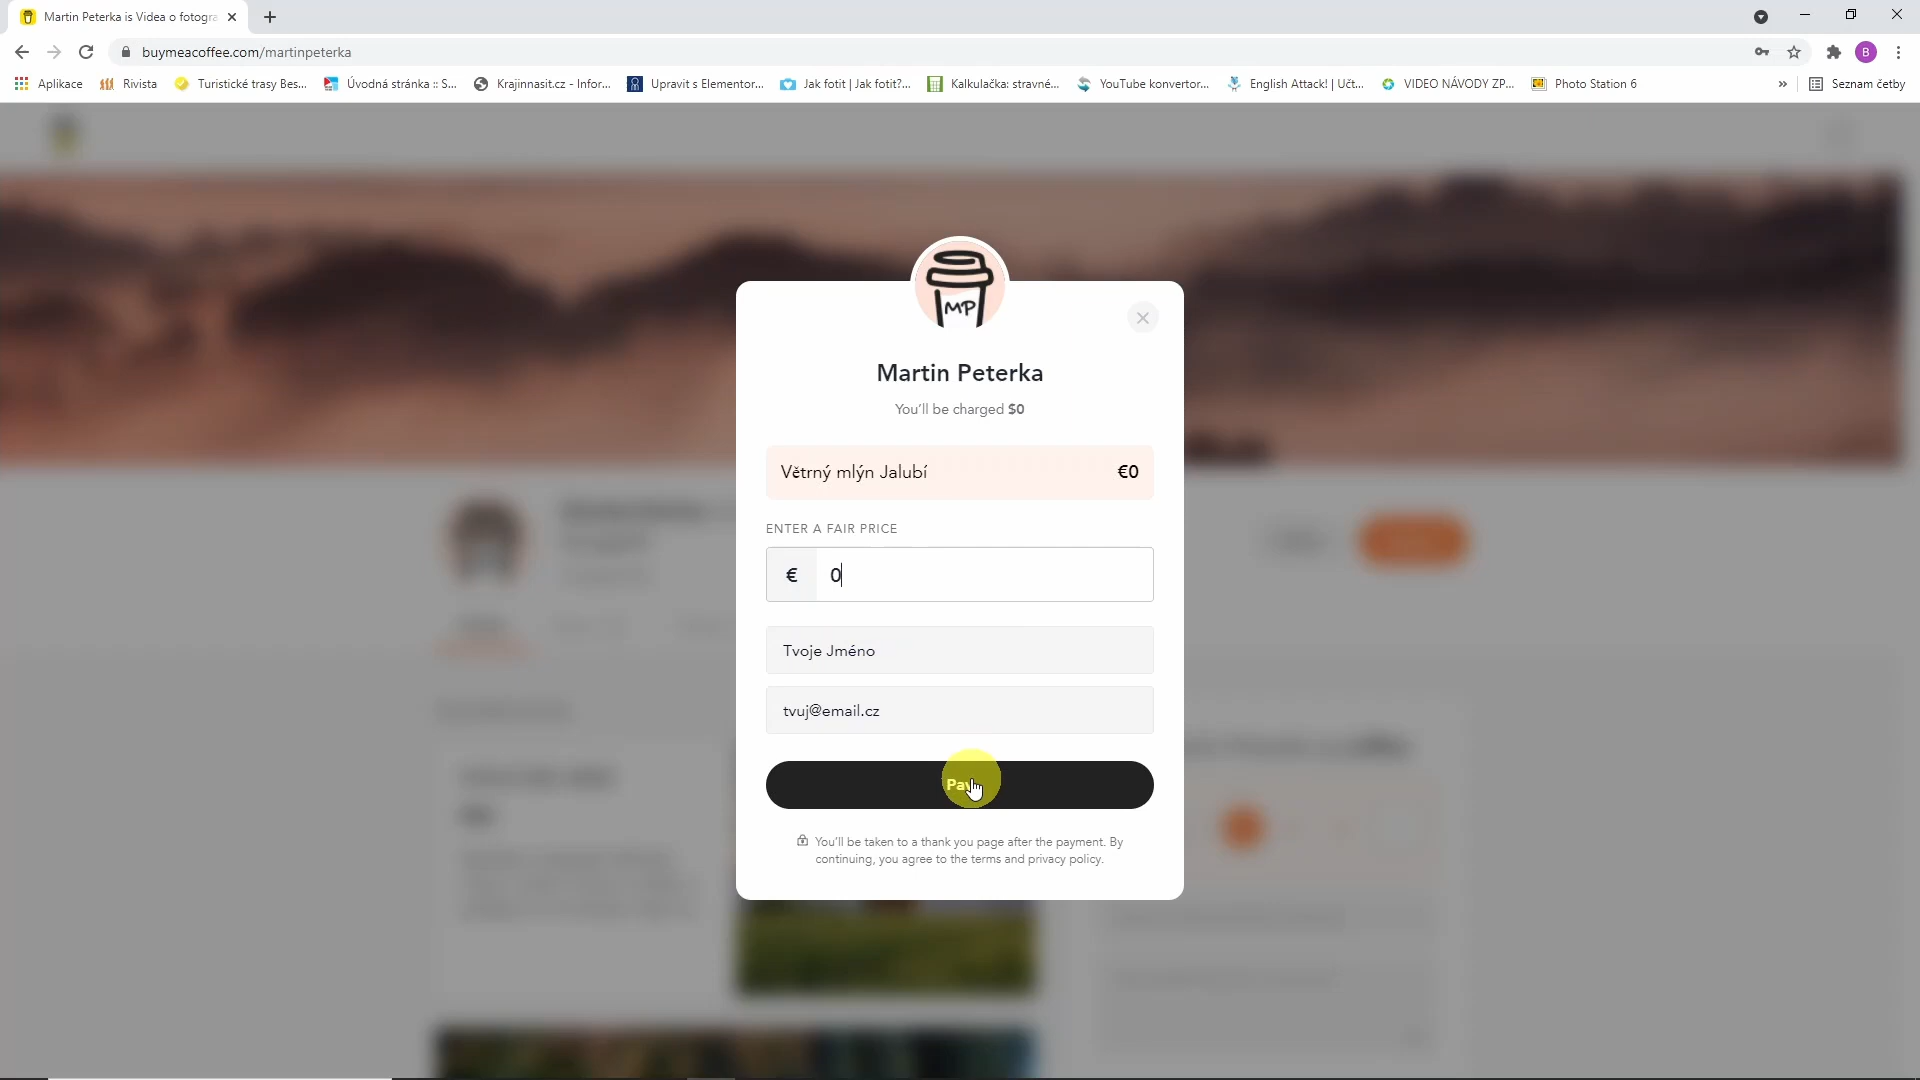 Martin Peterka is Videa o fotogra
buymeacoffee.com/martinpeterka
B
Aplikace
Rivista
Turistické trasy Bes...
Úvodná stránka :: S...
Krajinnasit.cz - Infor...
Upravit s Elementor...
Jak fotit | Jak fotit?...
Kalkulačka: stravné...
YouTube konvertor...
English Attack! | Učt...
VIDEO NÁVODY ZP...
Photo Station 6
»
Seznam četby
MP
Martin Peterka
You'll be charged $0
Větrný mlýn Jalubí €0
ENTER A FAIR PRICE
€ 0
Tvoje Jméno
tvuj@email.cz
You'll be taken to a thank you page after the payment. By
continuing, you agree to the terms and privacy policy.